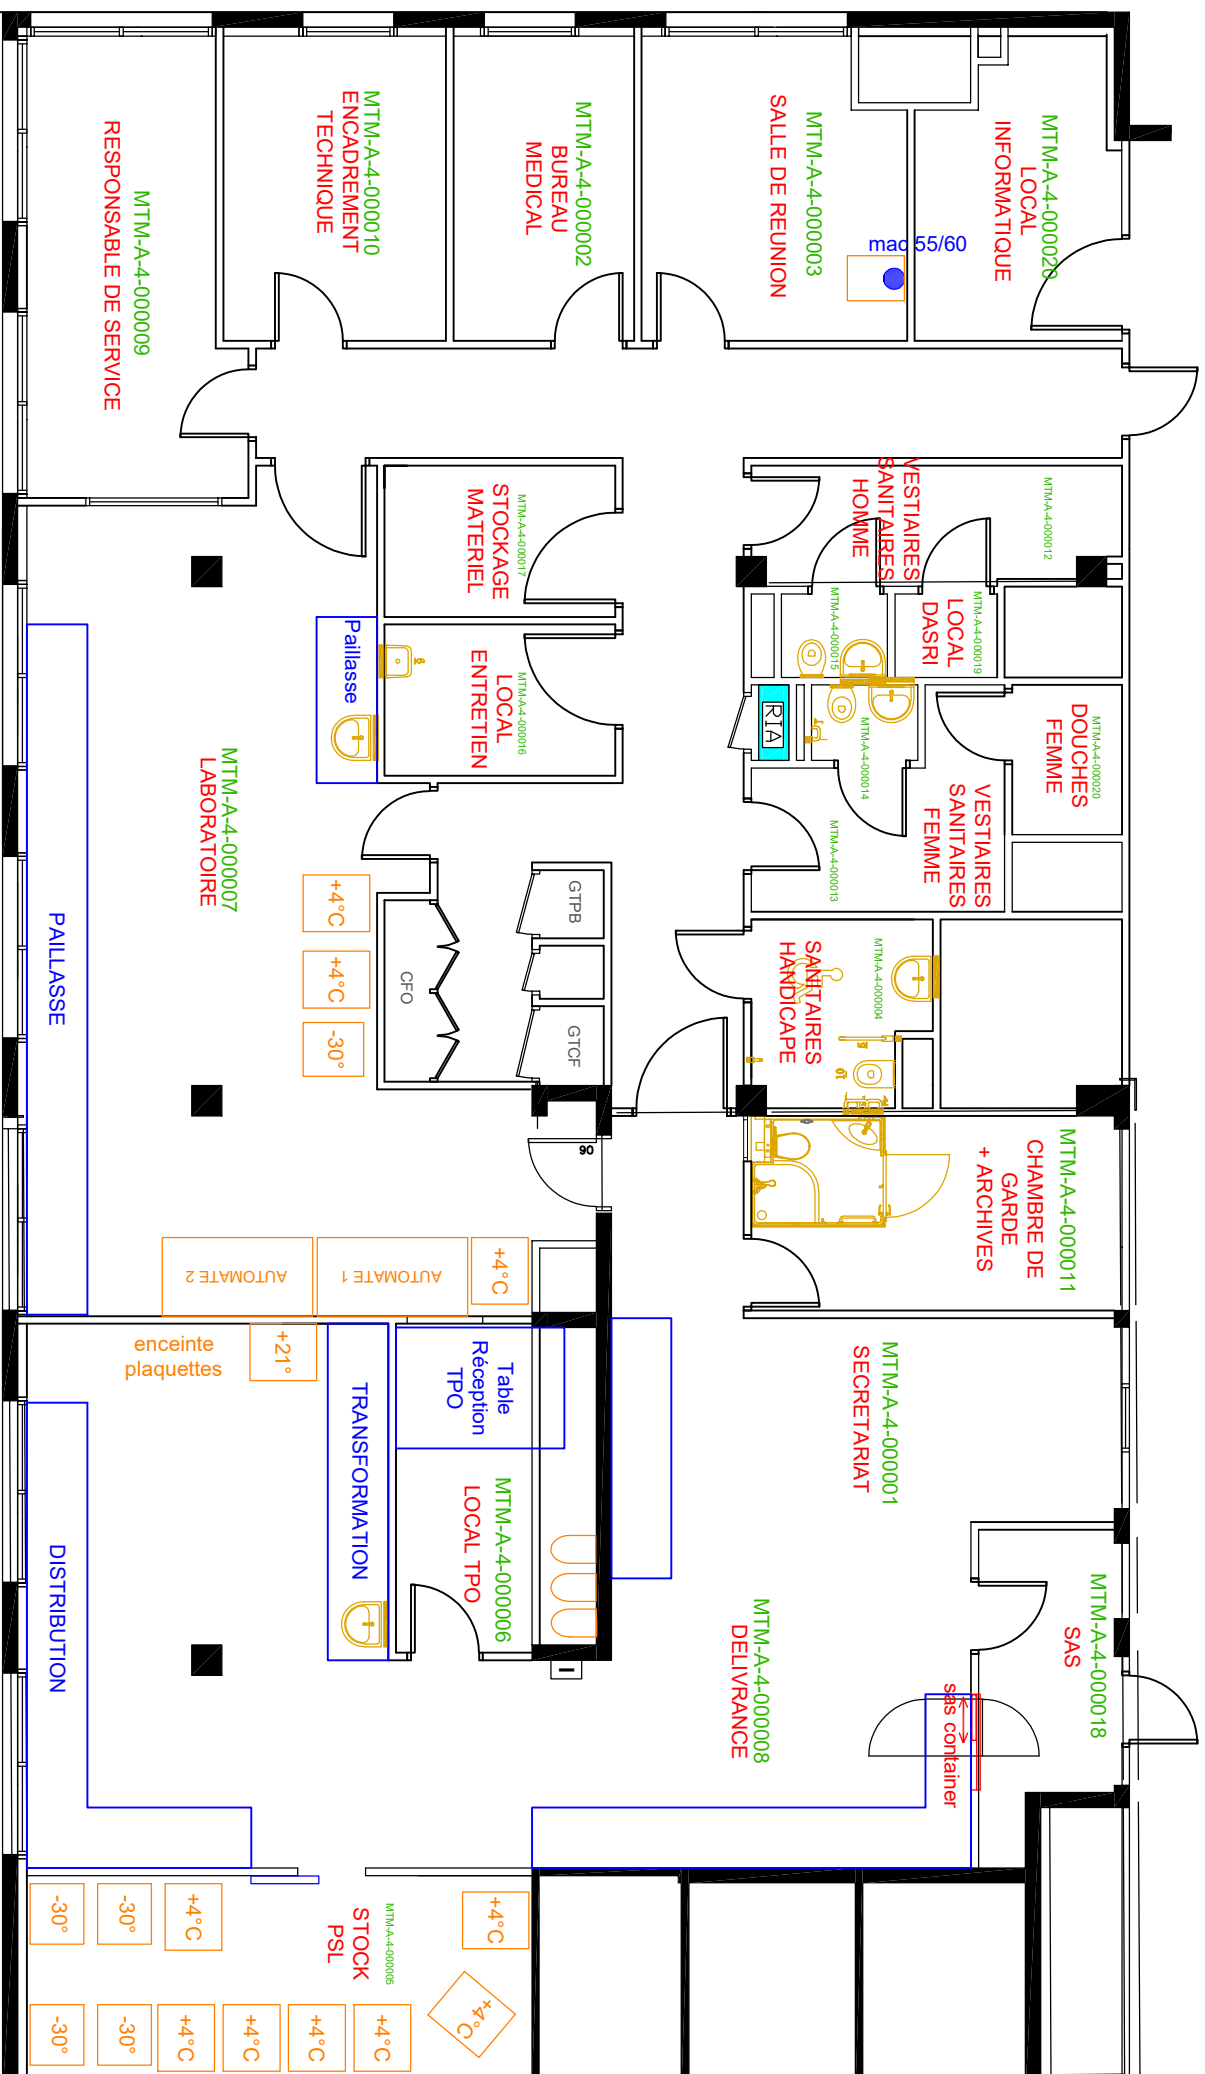 MTM-A-4-000009
RESPONSABLE DE SERVICE
MTM-A-4-000010
ENCADREMENT
TECHNIQUE
MTM-A-4-000002
BUREAU
MEDICAL
MTM-A-4-000003
SALLE DE REUNION
mac 55/60
MTM-A-4-000020
LOCAL
INFORMATIQUE
MTM-A-4-000017
STOCKAGE
MATERIEL
MTM-A-4-000012
VESTIAIRES
SANITAIRES
HOMME
MTM-A-4-000015
MTM-A-4-000019
LOCAL
DASRI
MTM-A-4-000016
LOCAL
ENTRETIEN
Paillasse
RIA
MTM-A-4-000014
MTM-A-4-000020
DOUCHES
FEMME
VESTIAIRES
SANITAIRES
FEMME
MTM-A-4-000013
MTM-A-4-000007
LABORATOIRE
PAILLASSE
+4°C
+4°C
-30°
CFO
GTPB
GTCF
MTM-A-4-000004
SANITAIRES
HANDICAPE
90
MTM-A-4-000011
CHAMBRE DE
GARDE
+ ARCHIVES
AUTOMATE 2
AUTOMATE 1
+4°C
enceinte
plaquettes
+21°
TRANSFORMATION
Table
Réception
TPO
MTM-A-4-000006
LOCAL TPO
MTM-A-4-000001
SECRETARIAT
DISTRIBUTION
MTM-A-4-000008
DELIVRANCE
MTM-A-4-000018
SAS
sas container
MTM-A-4-000005
STOCK
PSL
-30°
-30°
+4°C
+4°C
-30°
-30°
+4°C
+4°C
+4°C
+4°C
+4°C